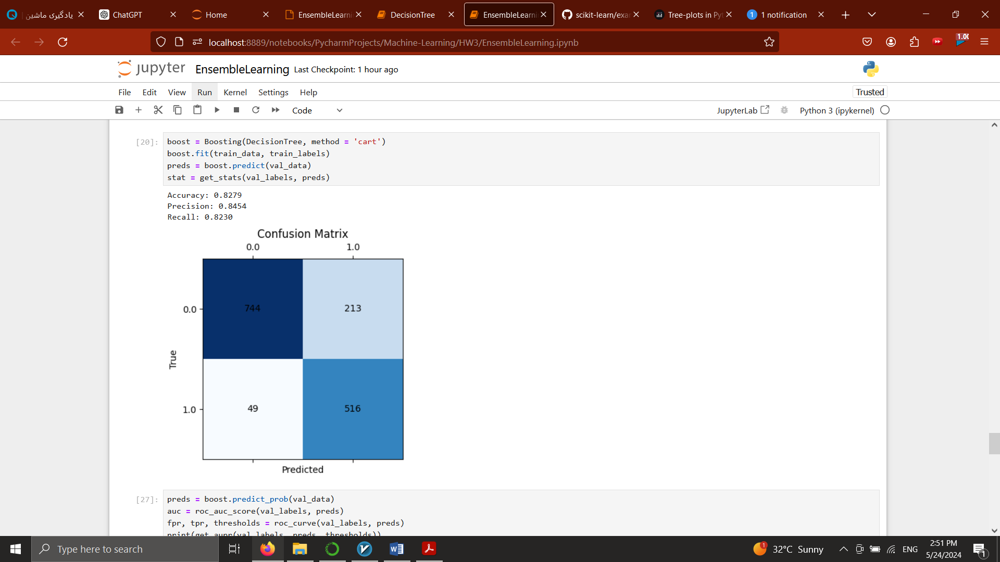 یادگیری ماشین
ChatGPT
Home
EnsembleLearni
DecisionTree
EnsembleLearni
scikit-learn/exa
Tree-plots in Pyt
1
1 notification
localhost:8889/notebooks/PycharmProjects/Machine-Learning/HW3/EnsembleLearning.ipynb
jupyter EnsembleLearning Last Checkpoint: 1 hour ago
File Edit View Run Kernel Settings Help
Trusted
Code
JupyterLab
Python 3 (ipykernel)
[20]:
boost = Boosting(DecisionTree, method = 'cart')
boost.fit(train_data, train_labels)
preds = boost.predict(val_data)
stat = get_stats(val_labels, preds)
Accuracy: 0.8279
Precision: 0.8454
Recall: 0.8230
Confusion Matrix
0.0 1.0
0.0 744 213
True
1.0 49 516
Predicted
[27]:
preds = boost.predict_prob(val_data)
auc = roc_auc_score(val_labels, preds)
fpr, tpr, thresholds = roc_curve(val_labels, preds)
print(get_aupr(val_labels, preds, thresholds))
Type here to search
1
32°C Sunny
ENG
2:51 PM
5/24/2024
1